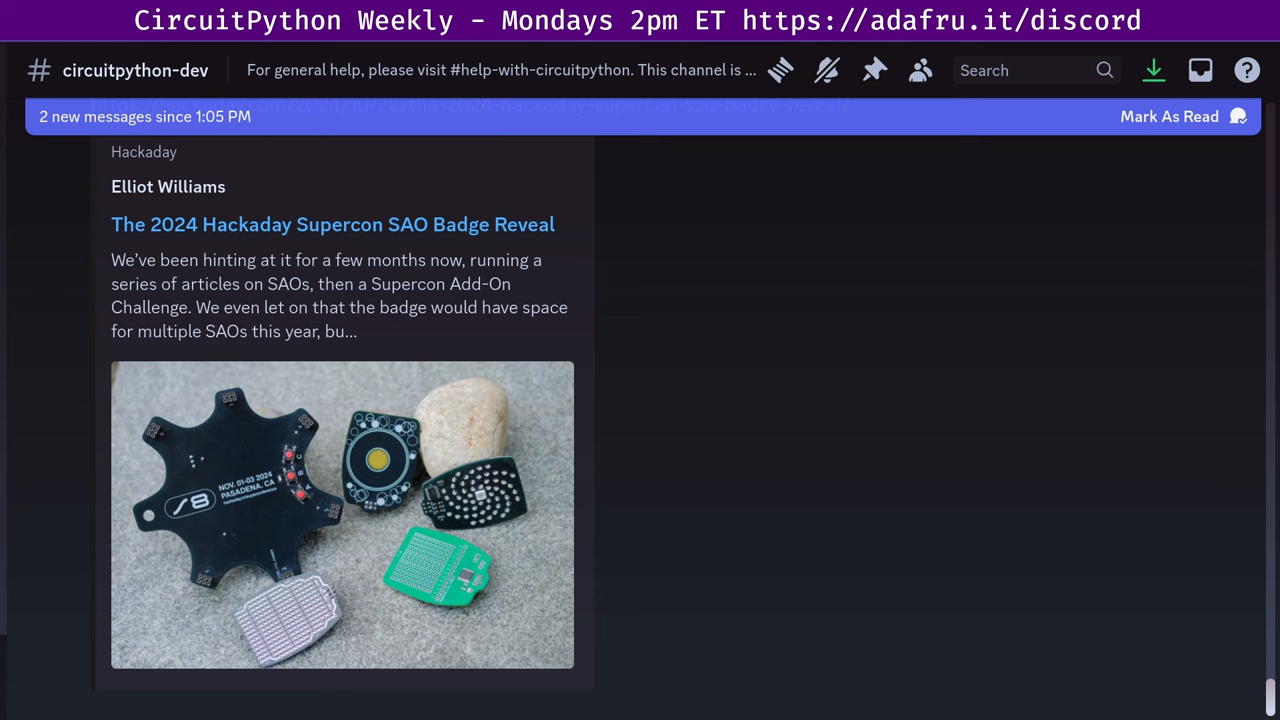 CircuitPython Weekly - Mondays 2pm ET https://adafru.it/discord
# circuitpython-dev
For general help, please visit #help-with-circuitpython. This channel is ...
Search
2 new messages since 1:05 PM
Mark As Read
Hackaday
Elliot Williams
The 2024 Hackaday Supercon SAO Badge Reveal
We've been hinting at it for a few months now, running a
series of articles on SAOs, then a Supercon Add-On
Challenge. We even let on that the badge would have space
for multiple SAOs this year, bu...
NOV. 01-03 2024
PASADENA, CA
C
B
A